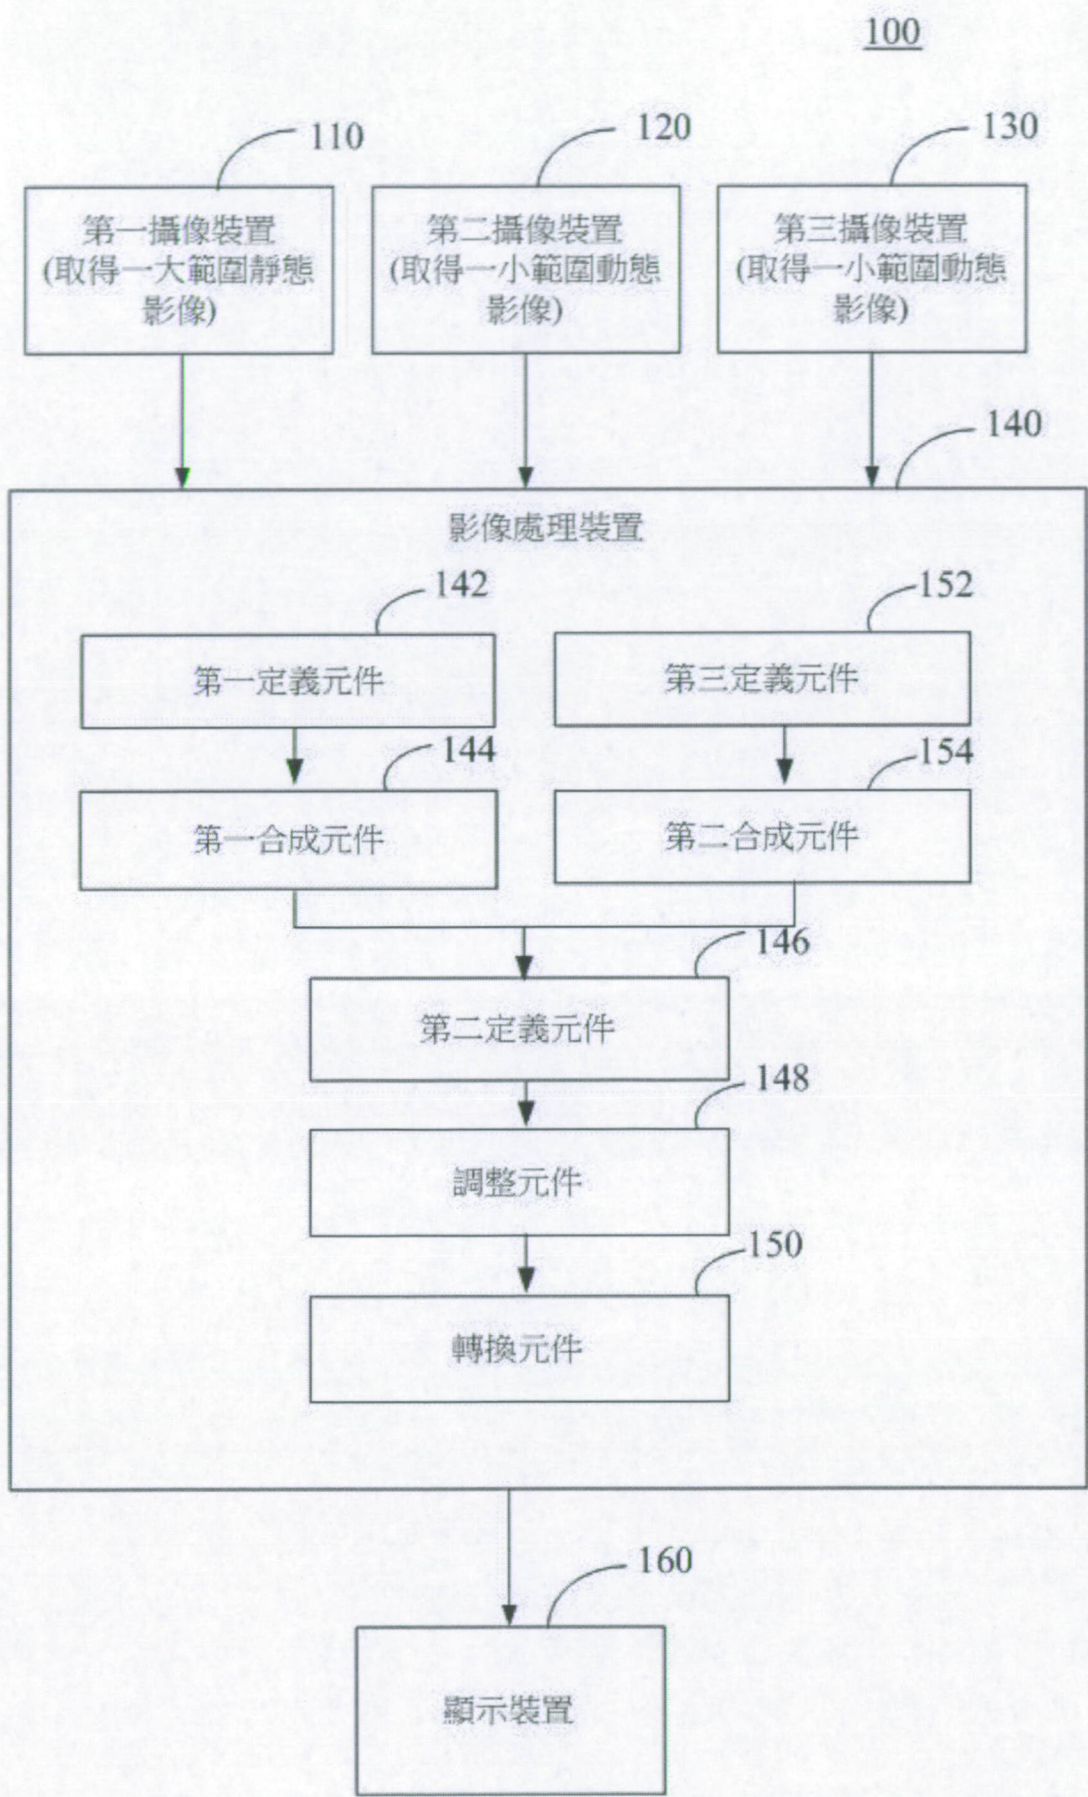 100
110
120
130
第一攝像裝置
(取得一大範圍靜態
影像)
第二攝像裝置
(取得一小範圍動態
影像)
第三攝像裝置
(取得一小範圍動態
影像)
140
影像處理裝置
142
152
第一定義元件
第三定義元件
144
154
第一合成元件
第二合成元件
146
第二定義元件
148
調整元件
150
轉換元件
160
顯示裝置